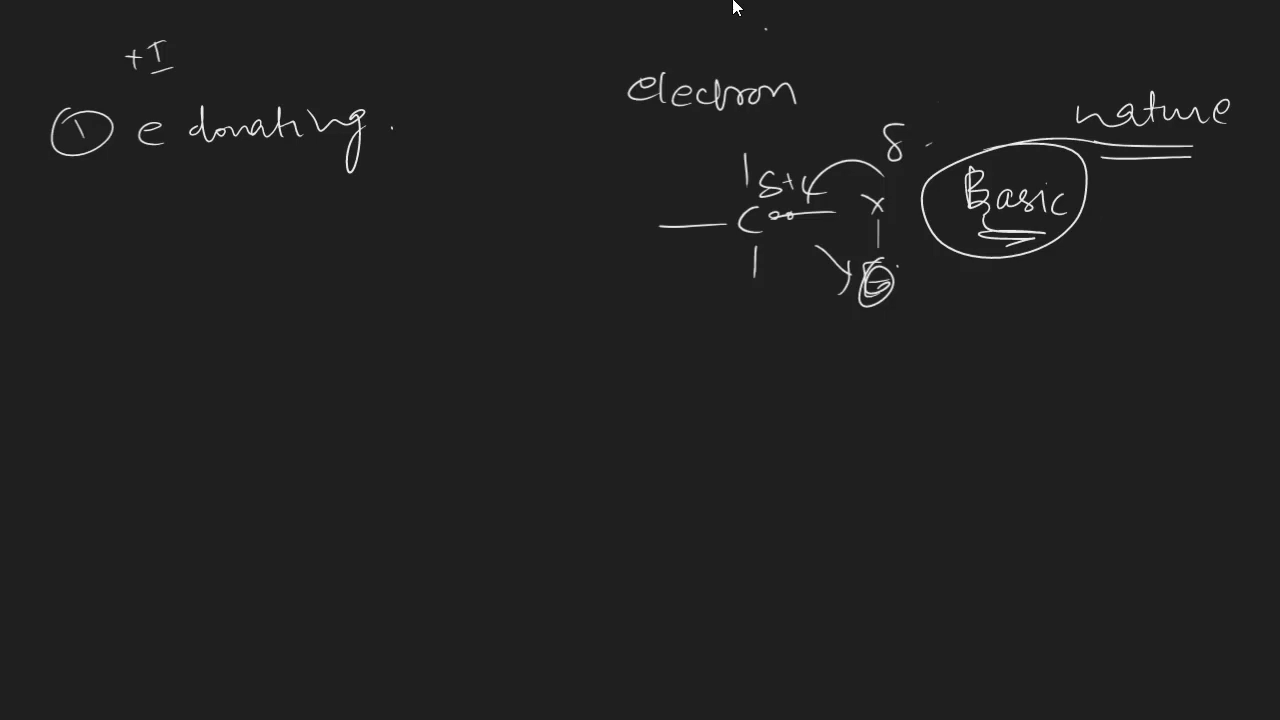 +I
① e donating.
electron
nature
δ
δ+
Basic
C
x